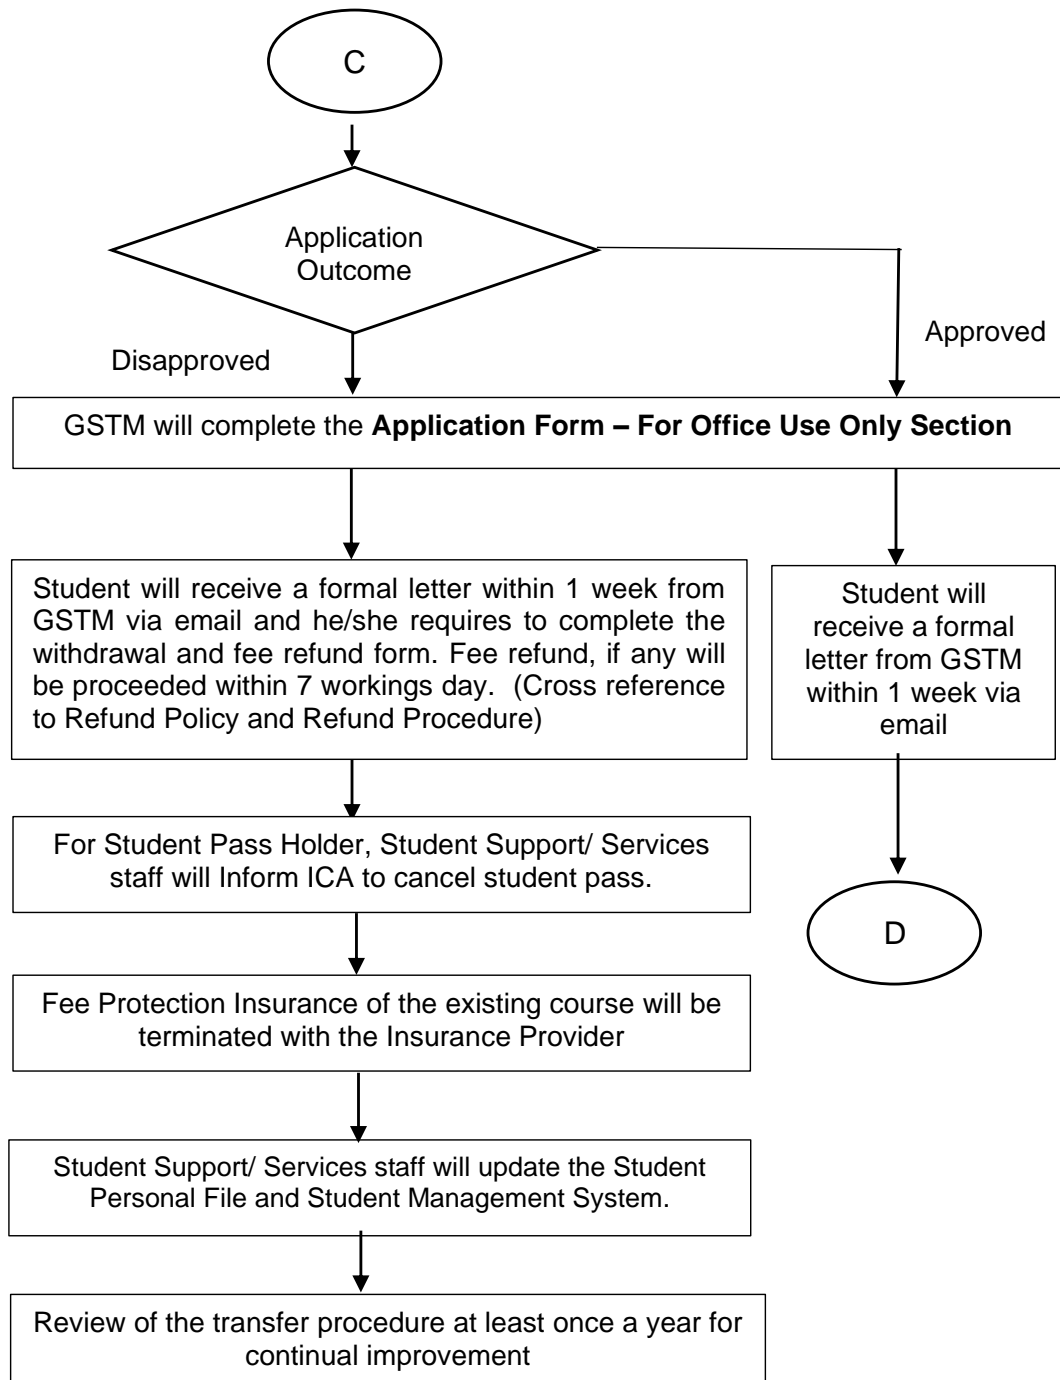 C
Application
Outcome
Disapproved
Approved
GSTM will complete the Application Form – For Office Use Only Section
Student will receive a formal letter within 1 week from
GSTM via email and he/she requires to complete the
withdrawal and fee refund form. Fee refund, if any will
be proceeded within 7 workings day. (Cross reference
to Refund Policy and Refund Procedure)
Student will
receive a formal
letter from GSTM
within 1 week via
email
For Student Pass Holder, Student Support/ Services
staff will Inform ICA to cancel student pass.
D
Fee Protection Insurance of the existing course will be
terminated with the Insurance Provider
Student Support/ Services staff will update the Student
Personal File and Student Management System.
Review of the transfer procedure at least once a year for
continual improvement